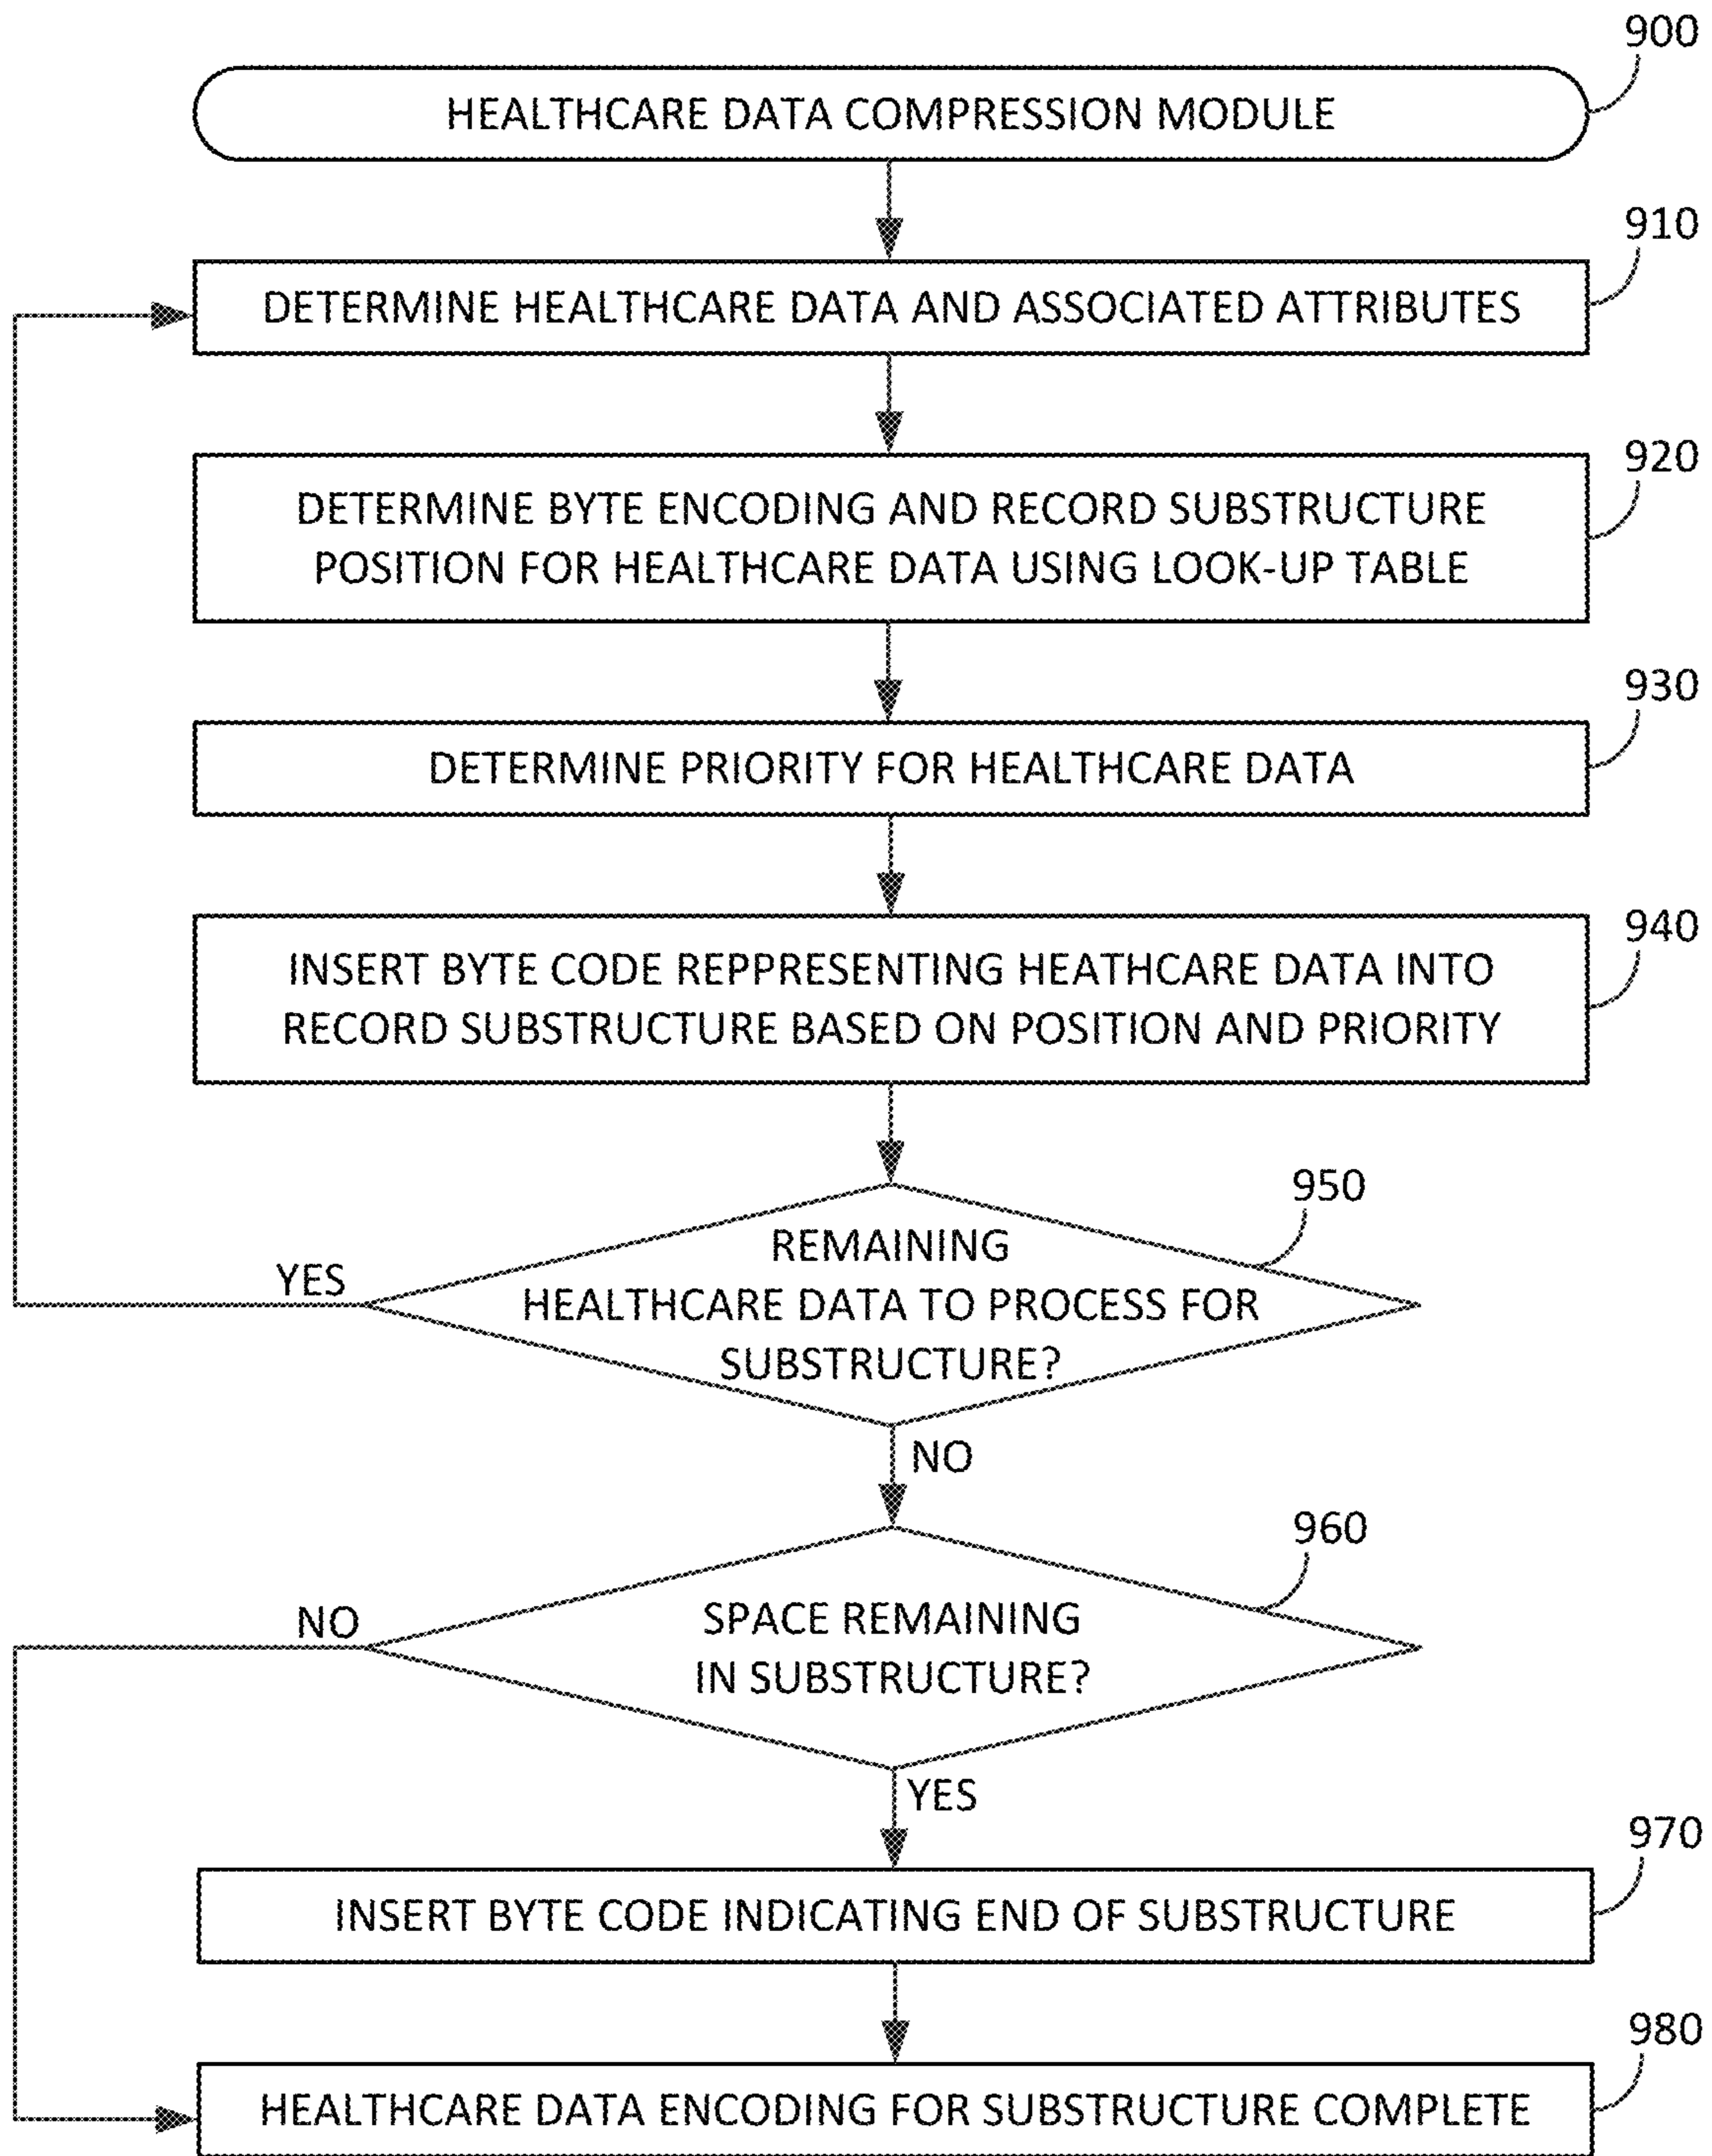 900
HEALTHCARE DATA COMPRESSION MODULE
910
DETERMINE HEALTHCARE DATA AND ASSOCIATED ATTRIBUTES
920
DETERMINE BYTE ENCODING AND RECORD SUBSTRUCTURE
POSITION FOR HEALTHCARE DATA USING LOOK-UP TABLE
930
DETERMINE PRIORITY FOR HEALTHCARE DATA
940
INSERT BYTE CODE REPPRESENTING HEATHCARE DATA INTO
RECORD SUBSTRUCTURE BASED ON POSITION AND PRIORITY
950
REMAINING
YES
HEALTHCARE DATA TO PROCESS FOR
SUBSTRUCTURE?
NO
960
NO
SPACE REMAINING
IN SUBSTRUCTURE?
YES
970
INSERT BYTE CODE INDICATING END OF SUBSTRUCTURE
980
HEALTHCARE DATA ENCODING FOR SUBSTRUCTURE COMPLETE